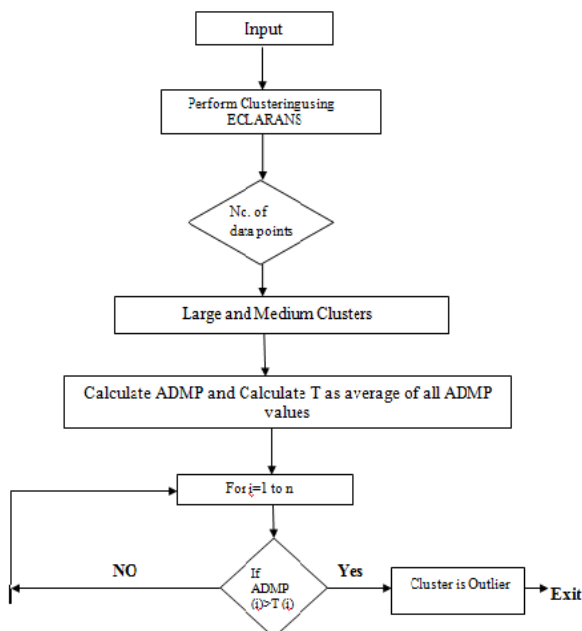 Input
Perform Clusteringusing
ECLARANS
No. of
data points
Large and Medium Clusters
Calculate ADMP and Calculate T as average of all ADMP
values
For i=1 to n
NO
If
ADMP
(i)>T (i)
Yes
Cluster is Outlier
Exit